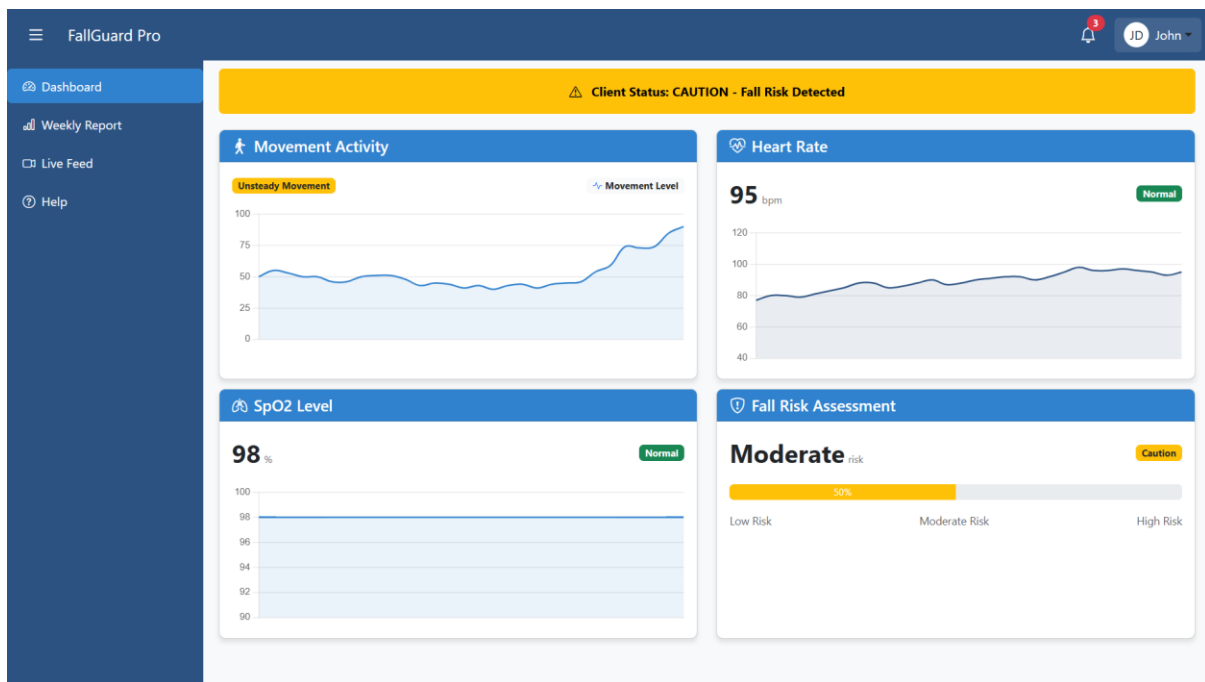 FallGuard Pro
3
JD John
Dashboard
Weekly Report
Live Feed
Help
Client Status: CAUTION - Fall Risk Detected
Movement Activity
Unsteady Movement
Movement Level
100
75
50
25
0
Heart Rate
95 bpm
Normal
120
100
80
60
40
SpO2 Level
98 %
Normal
100
98
96
94
92
90
Fall Risk Assessment
Moderate risk
Caution
50%
Low Risk
Moderate Risk
High Risk